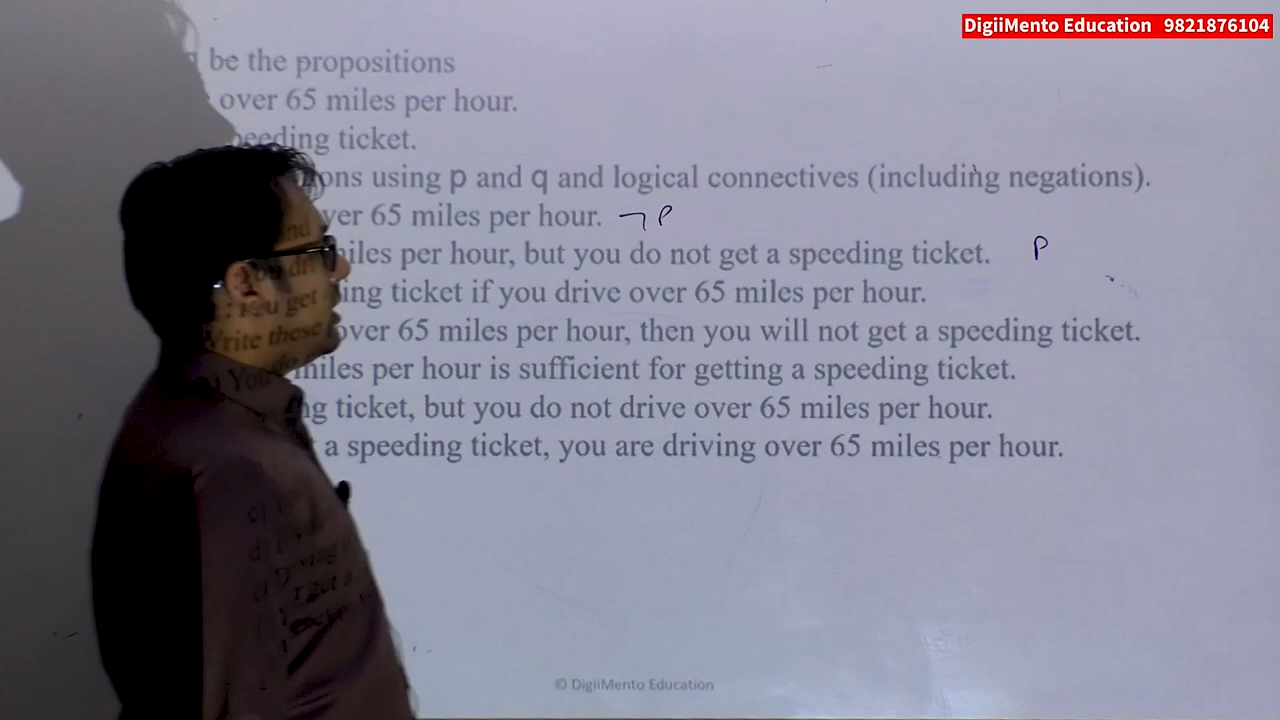 DigiiMento Education 9821876104
be the propositions
over 65 miles per hour.
peeding ticket.
ons using p and q and logical connectives (including negations).
ver 65 miles per hour. ¬P
iles per hour, but you do not get a speeding ticket. P
ing ticket if you drive over 65 miles per hour.
over 65 miles per hour, then you will not get a speeding ticket.
miles per hour is sufficient for getting a speeding ticket.
ng ticket, but you do not drive over 65 miles per hour.
a speeding ticket, you are driving over 65 miles per hour.
© DigiiMento Education